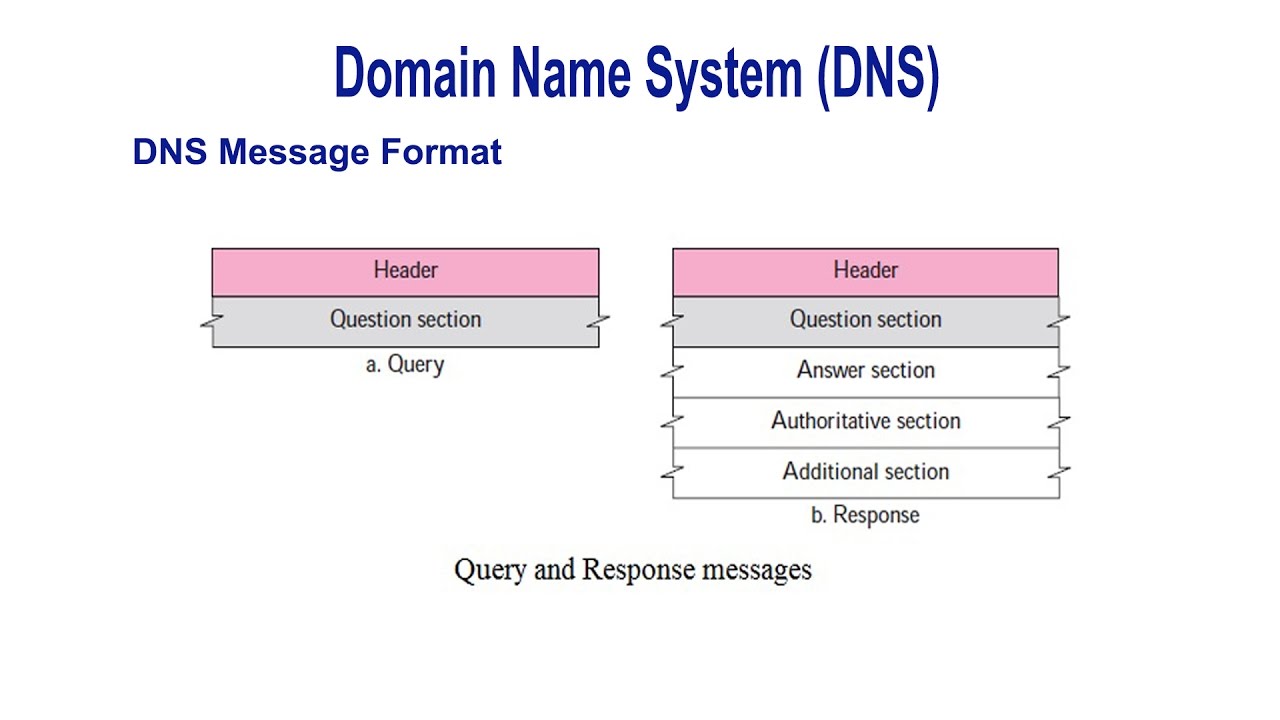 Domain Name System (DNS)
DNS Message Format
Header
Question section
a. Query
Header
Question section
Answer section
Authoritative section
Additional section
b. Response
Query and Response messages